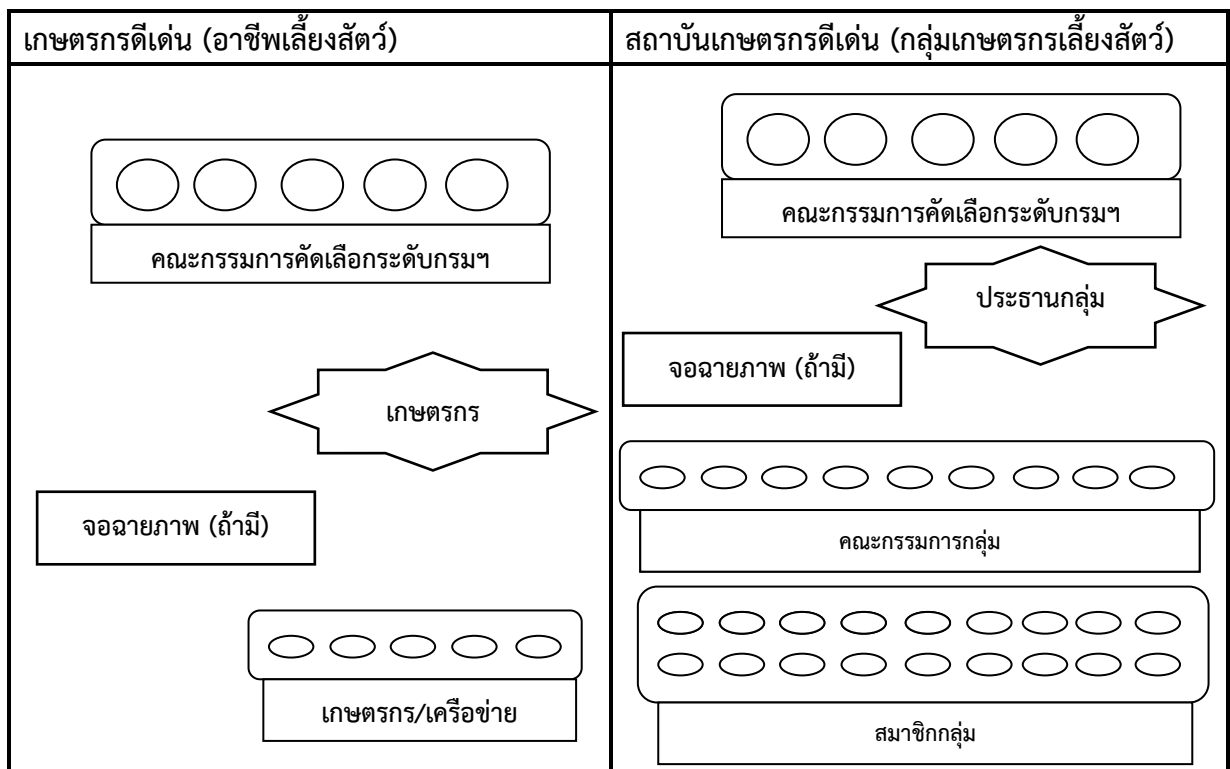 เกษตรกรดีเด่น (อาชีพเลี้ยงสัตว์)
คณะกรรมการคัดเลือกระดับกรมฯ
เกษตรกร
จอฉายภาพ (ถ้ามี)
เกษตรกร/เครือข่าย
สถาบันเกษตรกรดีเด่น (กลุ่มเกษตรกรเลี้ยงสัตว์)
คณะกรรมการคัดเลือกระดับกรมฯ
ประธานกลุ่ม
จอฉายภาพ (ถ้ามี)
คณะกรรมการกลุ่ม
สมาชิกกลุ่ม